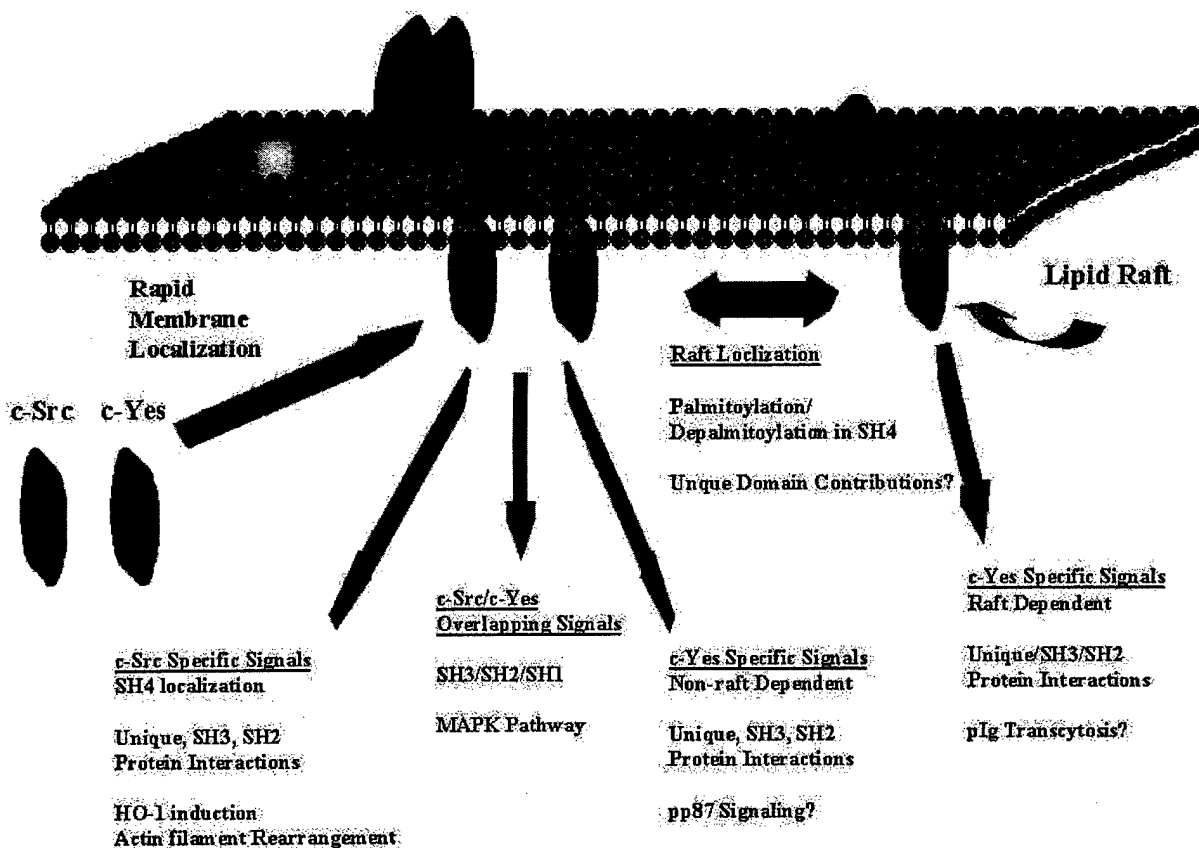 Rapid
Membrane
Localization
c-Src c-Yes
Lipid Raft
Raft Loclization
Palmitoylation/
Depalmitoylation in SH4
Unque Domain Contributions?
c-Src Specific Signals
SH4 localization
Unique, SH3, SH2
Protein Interactions
HO-1 induction
Actin filament Rearrangement
c-Src/c-Yes
Overlapping Signals
SH3/SH2/SH1
MAPK Pathway
c-Yes Specific Signals
Non-raft Dependent
Unique, SH3, SH2
Protein Interactions
pp87 Signaling?
c-Yes Specific Signals
Raft Dependent
Unique/SH3/SH2
Protein Interactions
pIg Transcytosis?